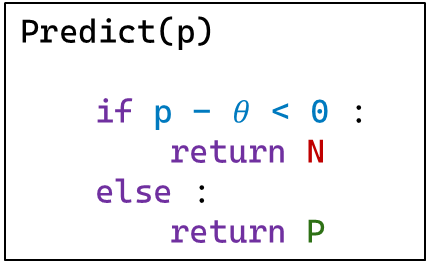 Predict(p)
if p − θ < 0 :
return N
else :
return P